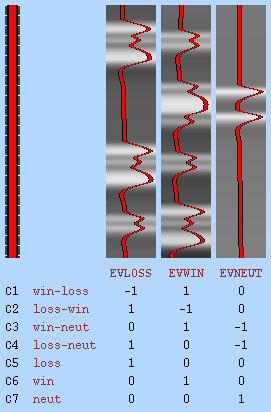 EVLOSS EVWIN EVNEUT
C1 win-loss -1 1 0
C2 loss-win 1 -1 0
C3 win-neut 0 1 -1
C4 loss-neut 1 0 -1
C5 loss 1 0 0
C6 win 0 1 0
C7 neut 0 0 1